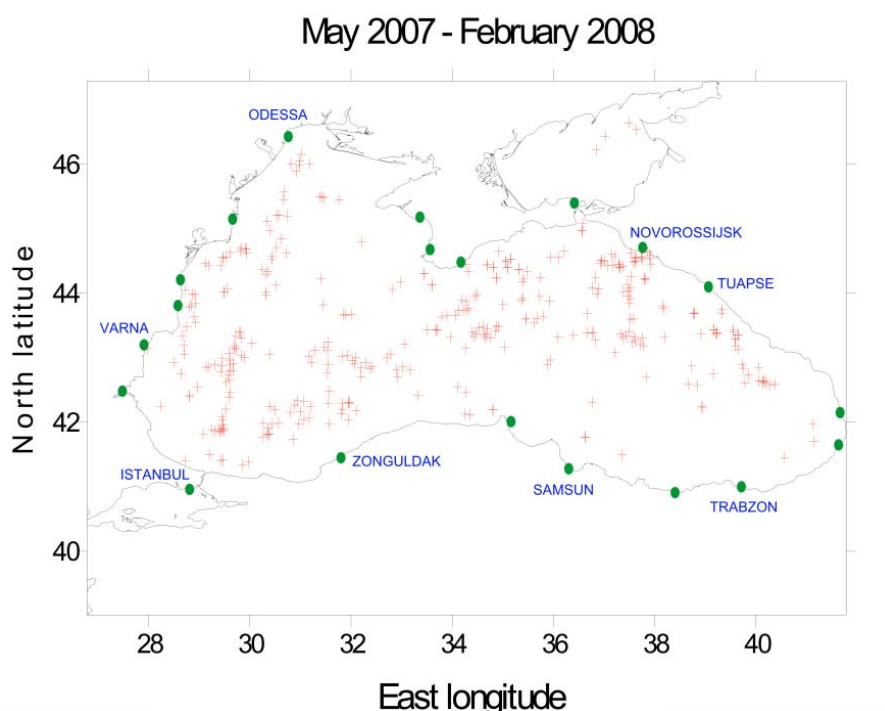 May 2007 - February 2008
ODESSA
46
NOVOROSSIJSK
TUAPSE
44
VARNA
42
ISTANBUL
ZONGULDAK
SAMSUN
TRABZON
40
North latitude
28 30 32 34 36 38 40
East longitude